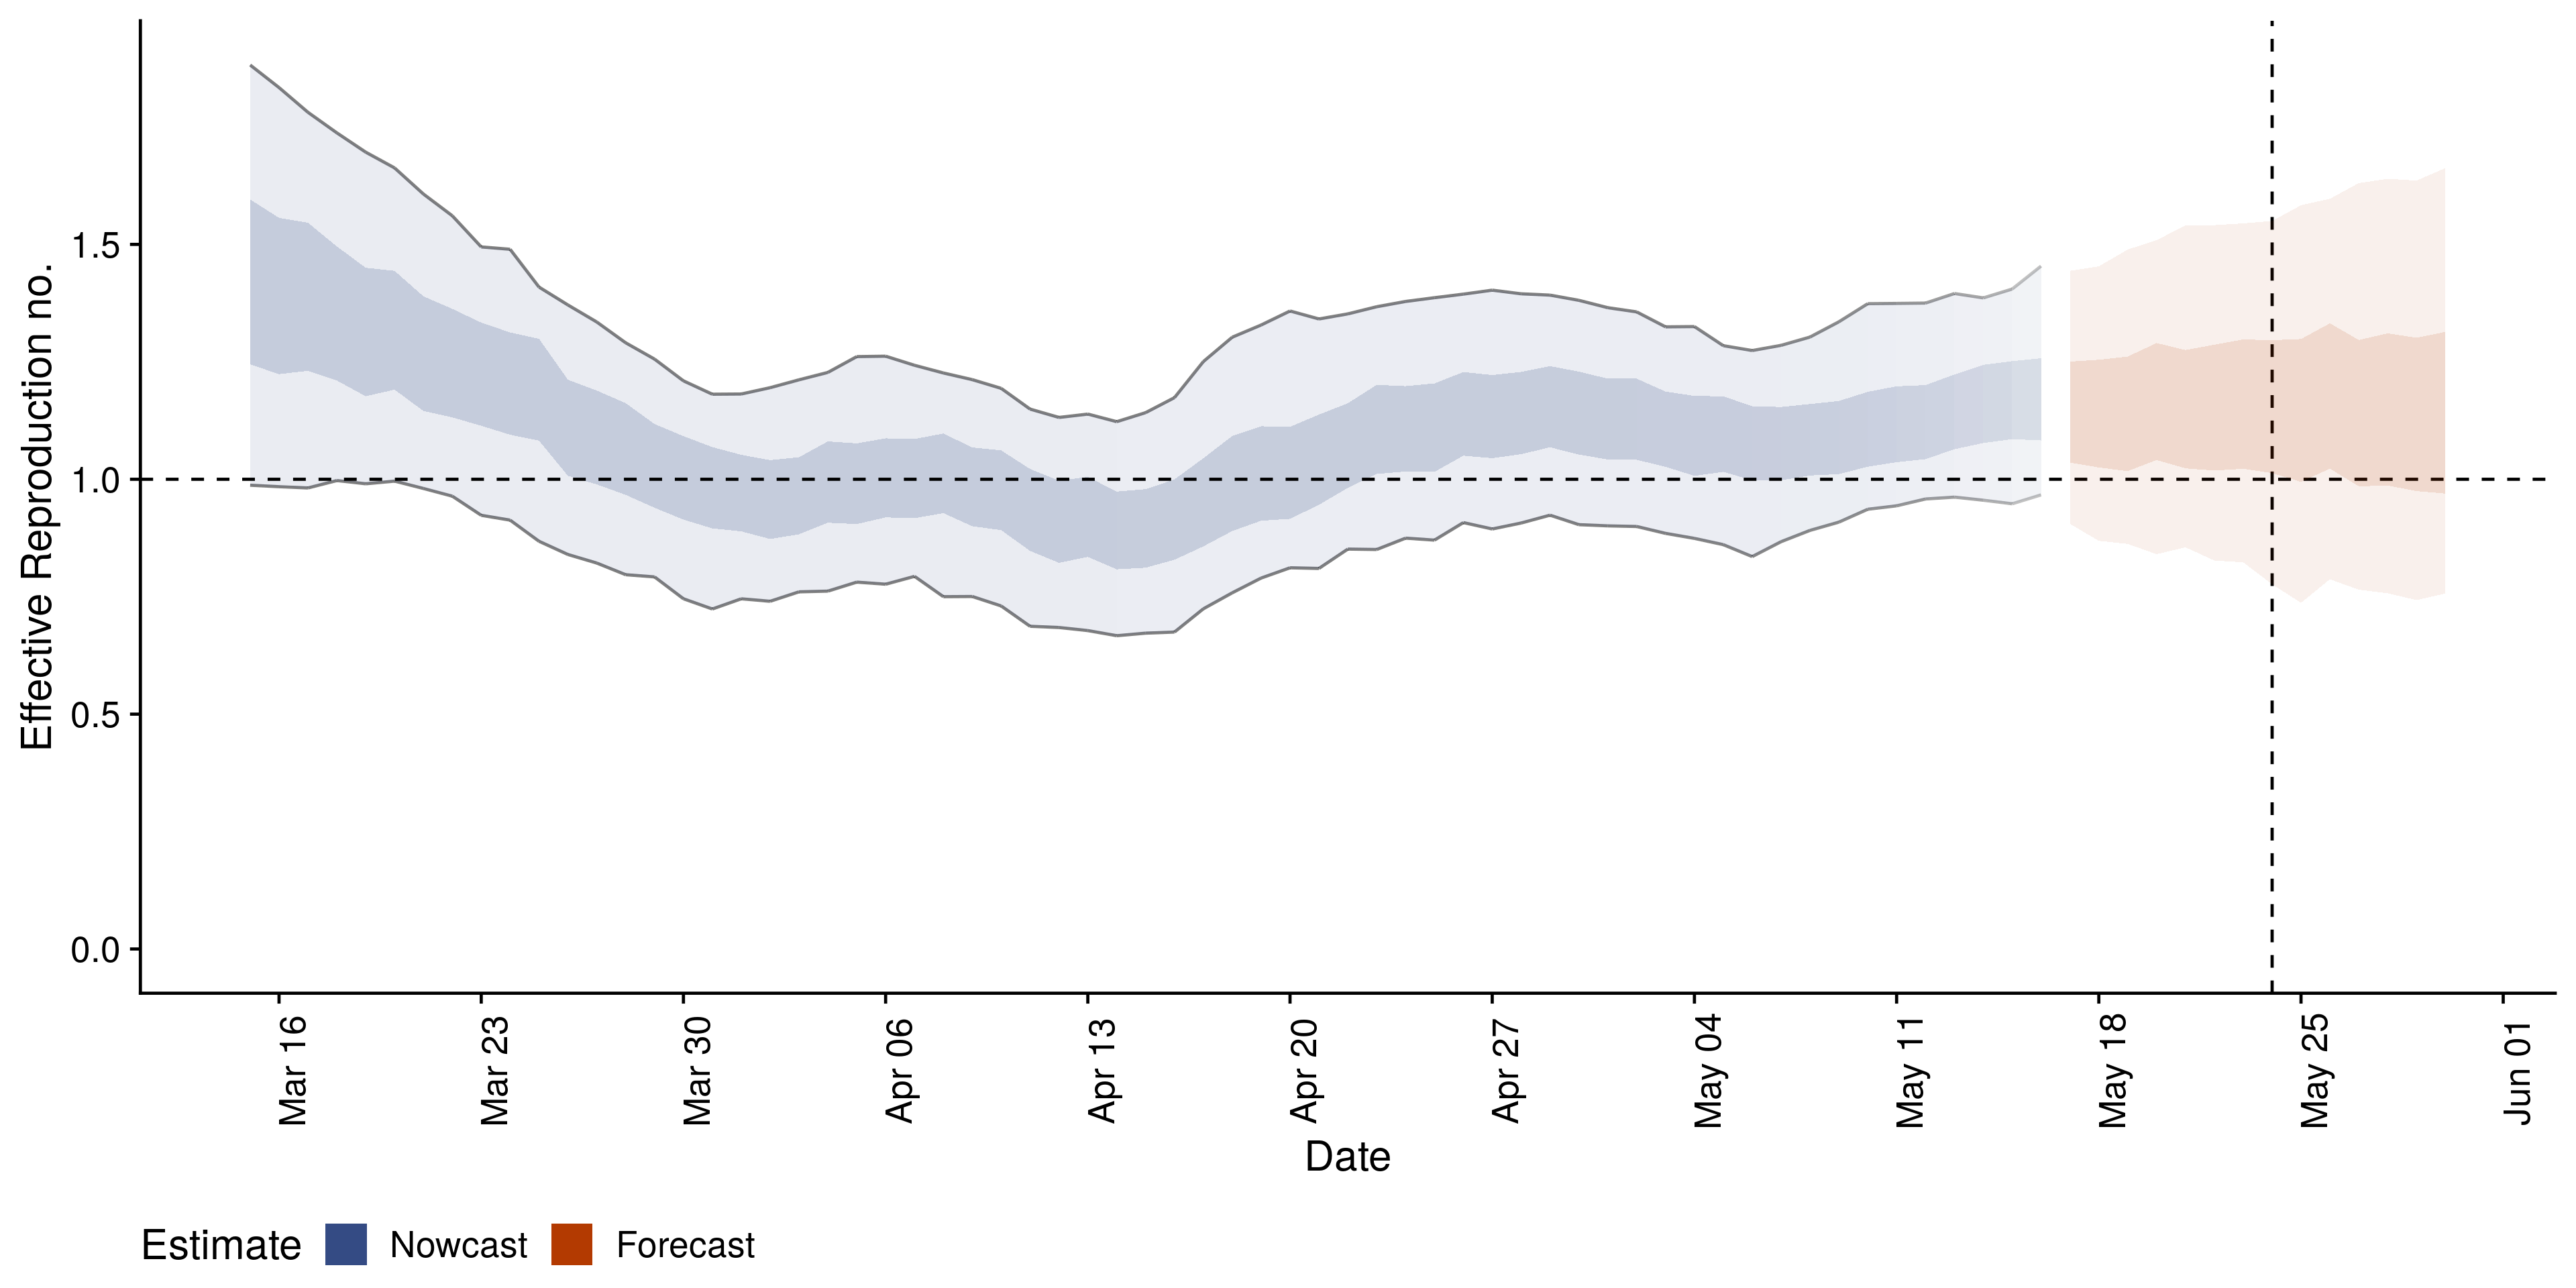 Effective Reproduction no.
1.5
1.0
0.5
0.0
Mar 16
Mar 23
Mar 30
Apr 06
Apr 13
Apr 20
Apr 27
May 04
May 11
May 18
May 25
Jun 01
Date
Estimate Nowcast Forecast